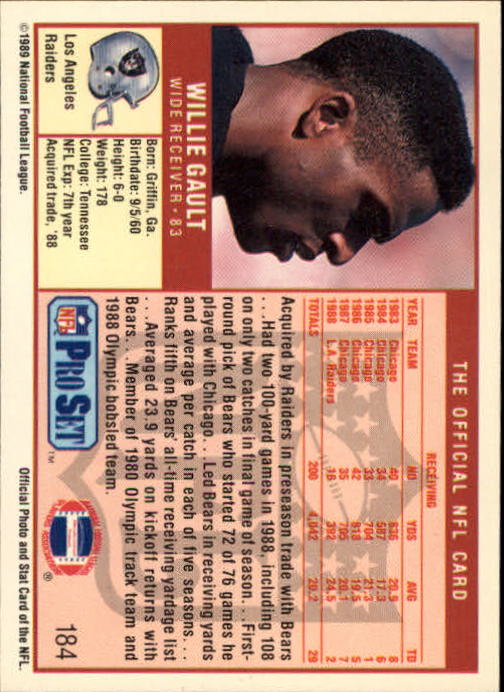 THE OFFICIAL NFL CARD
WILLIE GAULT
WIDE RECEIVER • 83
Los Angeles
Raiders
Born: Griffin, Ga.
Birthdate: 9/5/60
Height: 6-0
Weight: 178
College: Tennessee
NFL Exp: 7th year
Acquired trade, '88
RECEIVING
YEAR TEAM NO YDS AVG TD
1983 Chicago 40 836 20.9 8
1984 Chicago 34 587 17.3 6
1985 Chicago 33 704 21.3 1
1986 Chicago 42 818 19.5 5
1987 Chicago 35 705 20.1 7
1988 L.A. Raiders 16 392 24.5 2
TOTALS 200 4,042 20.2 29
Acquired by Raiders in preseason trade with Bears
. . . Had two 100-yard games in 1988, including 108
on only two catches in final game of season. . . First-
round pick of Bears who started 72 of 76 games he
played with Chicago. . . Led Bears in receiving yards
and average per catch in each of five seasons. . .
Ranks fifth on Bears' all-time receiving yardage list
. . . Averaged 23.9 yards on kickoff returns with
Bears. . . Member of 1980 Olympic track team and
1988 Olympic bobsled team.
NFL PRO SET ™
®
184
©1989 National Football League.
Official Photo and Stat Card of the NFL.